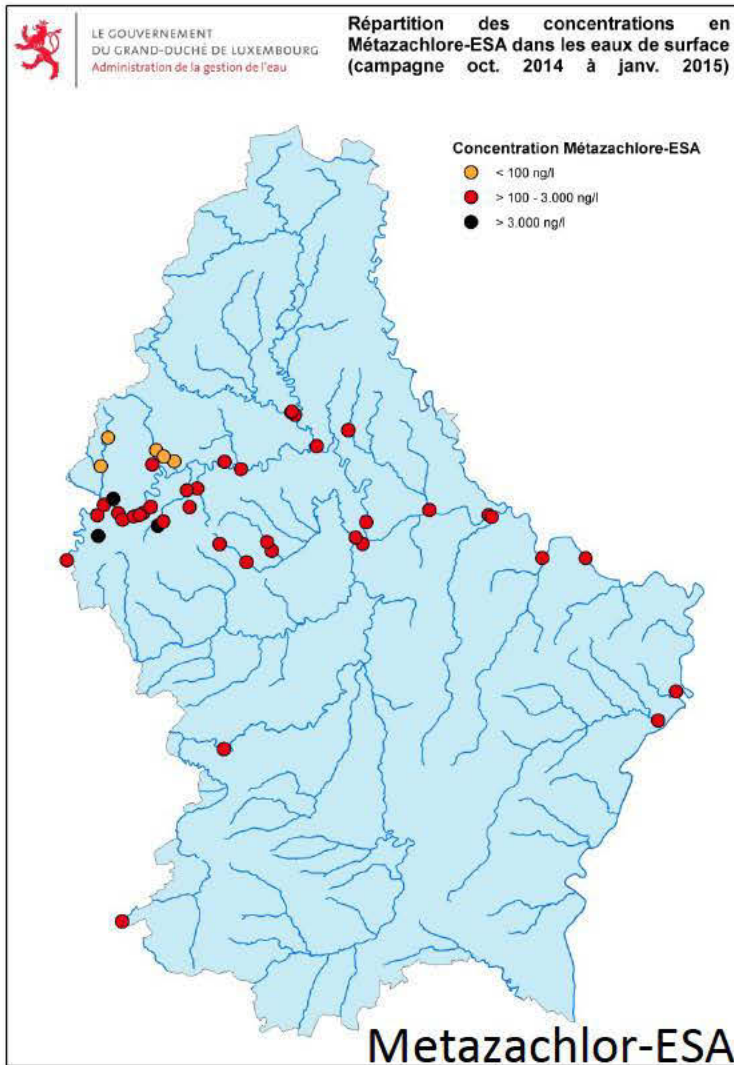 LE GOUVERNEMENT
DU GRAND-DUCHÉ DE LUXEMBOURG
Administration de la gestion de l'eau
Répartition des concentrations en
Métazachlore-ESA dans les eaux de surface
(campagne oct. 2014 à janv. 2015)
Concentration Métazachlore-ESA
< 100 ng/l
> 100 - 3.000 ng/l
> 3.000 ng/l
Metazachlor-ESA